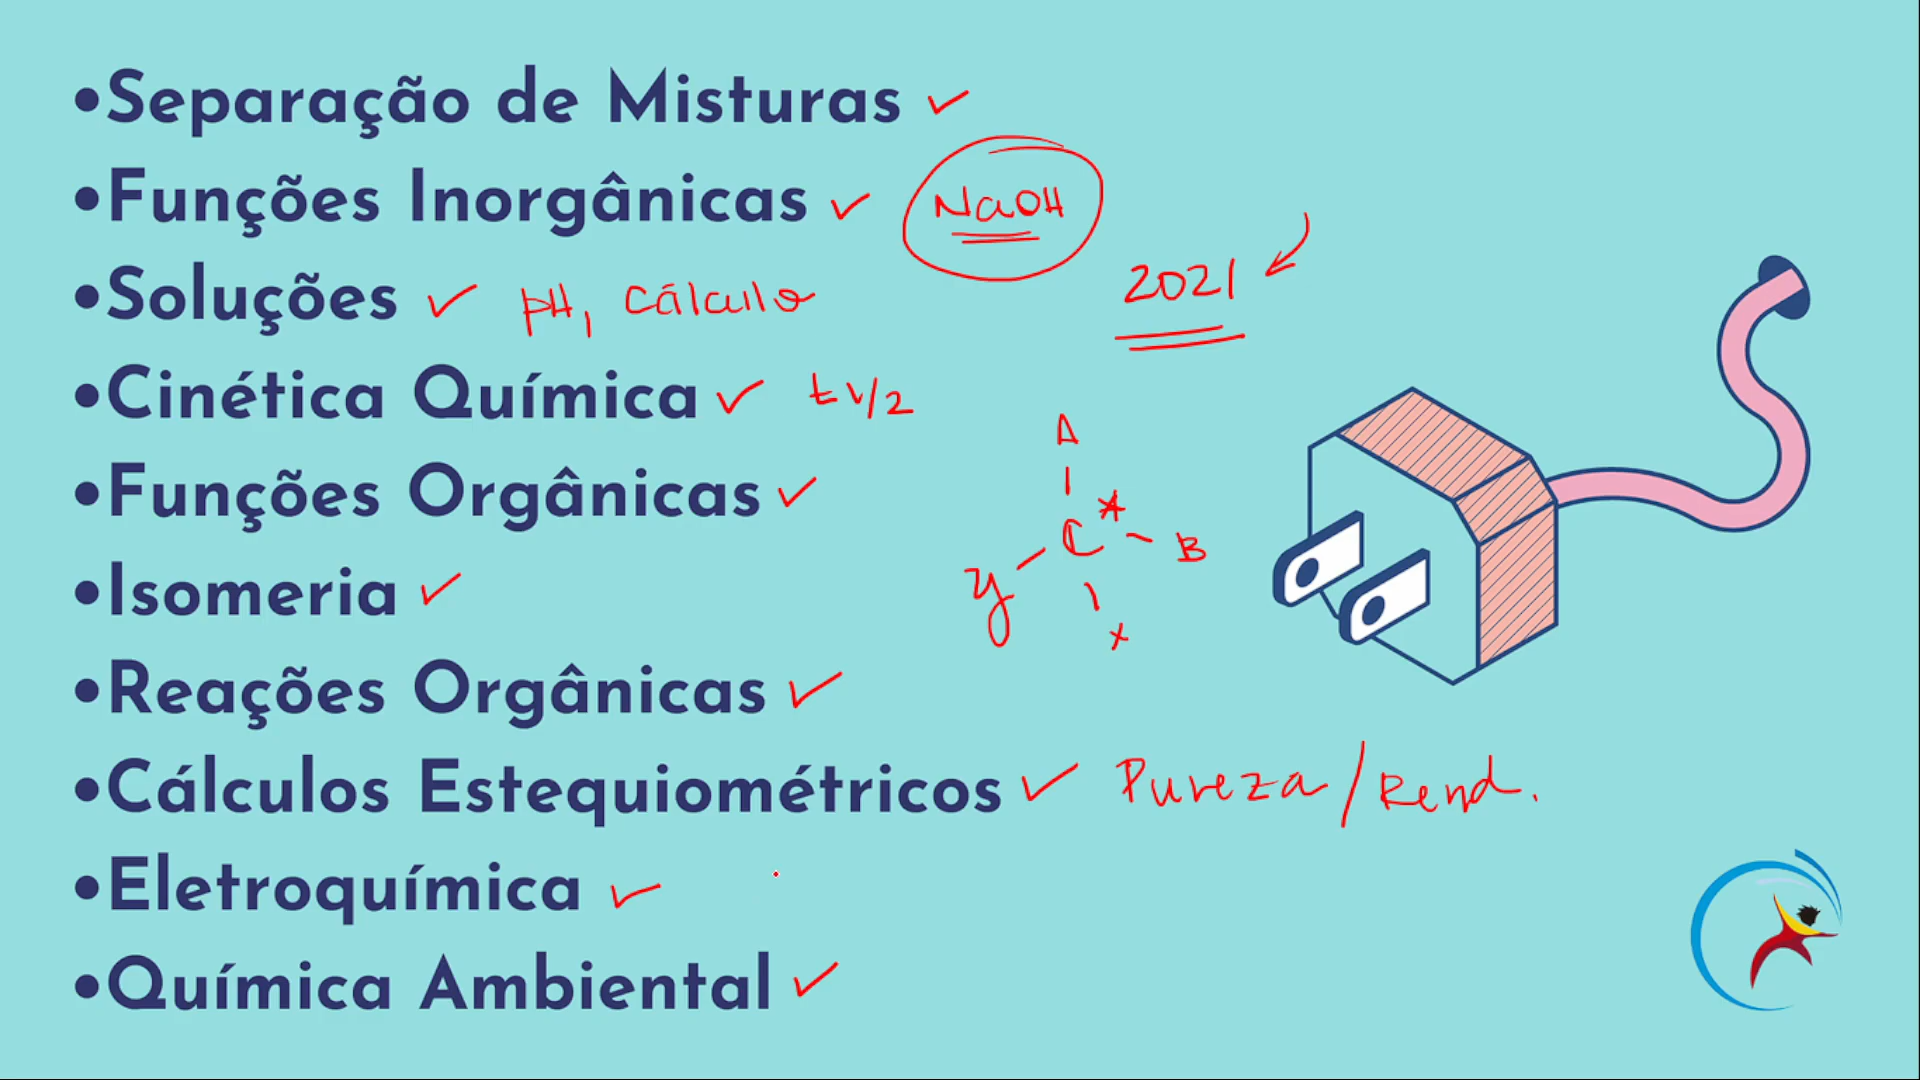 •Separação de Misturas ✓
•Funções Inorgânicas ✓ NaOH
2021
•Soluções ✓ pH, Cálculo
•Cinética Química ✓ t 1/2
A
•Funções Orgânicas ✓
C* B
y
•Isomeria ✓
x
•Reações Orgânicas ✓
•Cálculos Estequiométricos ✓ Pureza / Rend.
•Eletroquímica ✓
•Química Ambiental ✓